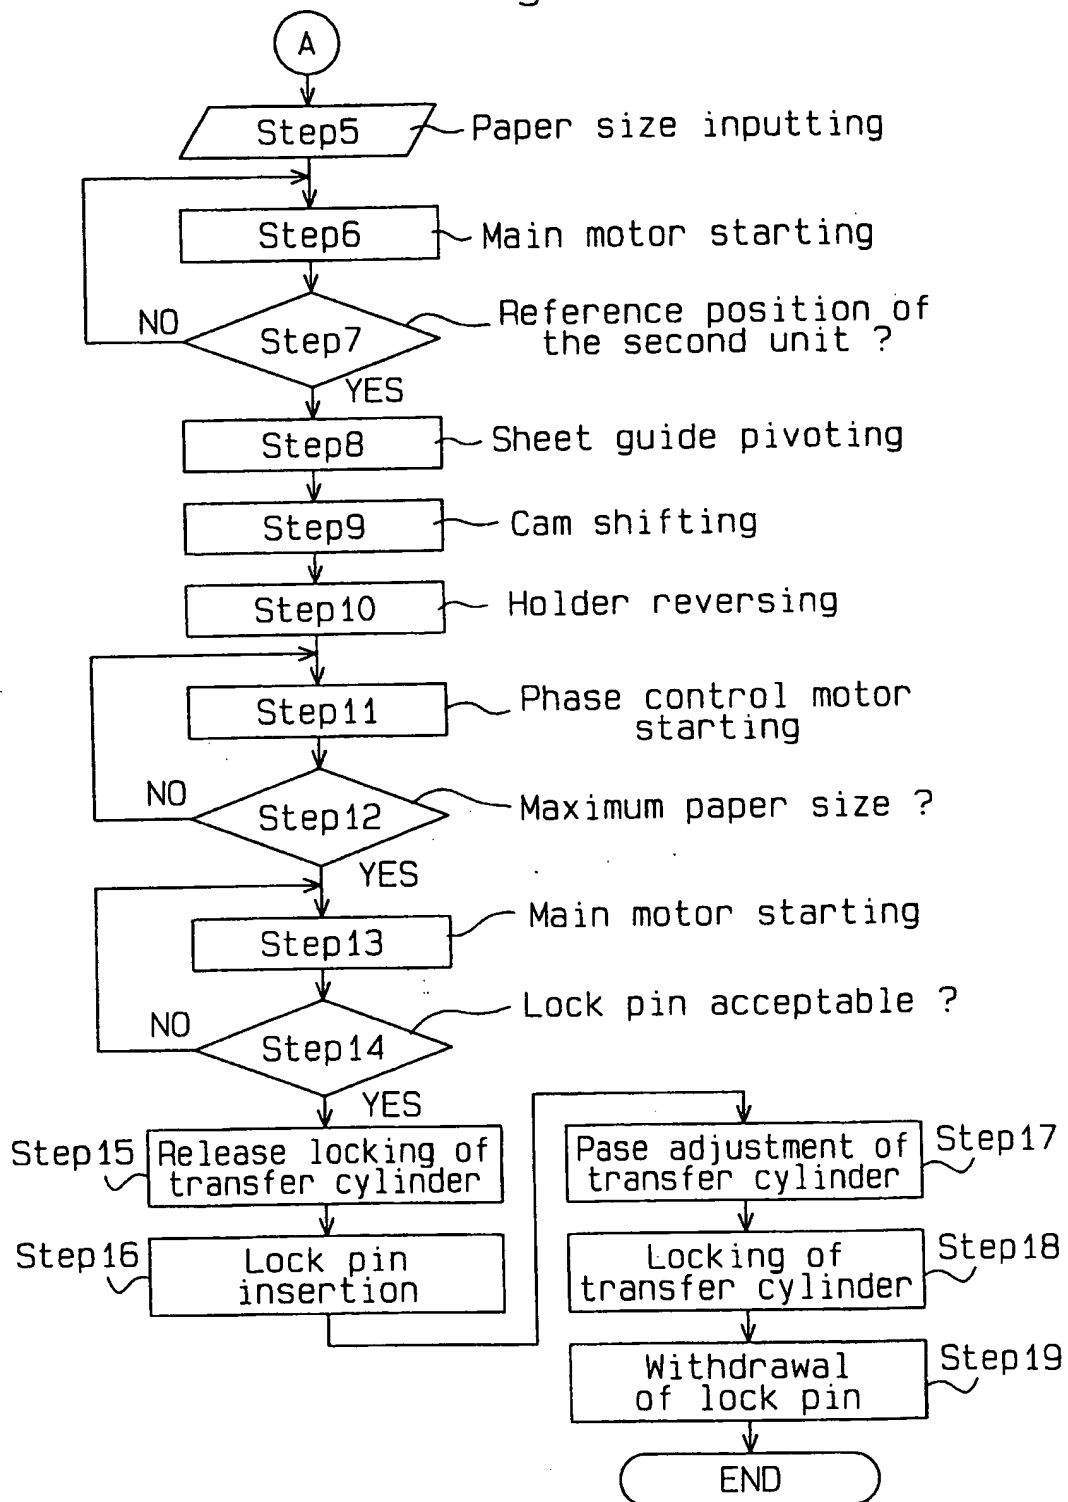 A
Step5
Paper size inputting
Step6
Main motor starting
Step7
Reference position of
the second unit ?
NO
YES
Step8
Sheet guide pivoting
Step9
Cam shifting
Step10
Holder reversing
Step11
Phase control motor
starting
Step12
Maximum paper size ?
NO
YES
Step13
Main motor starting
Step14
Lock pin acceptable ?
NO
YES
Step15
Release locking of
transfer cylinder
Step16
Lock pin
insertion
Step17
Pase adjustment of
transfer cylinder
Step18
Locking of
transfer cylinder
Step19
Withdrawal
of lock pin
END